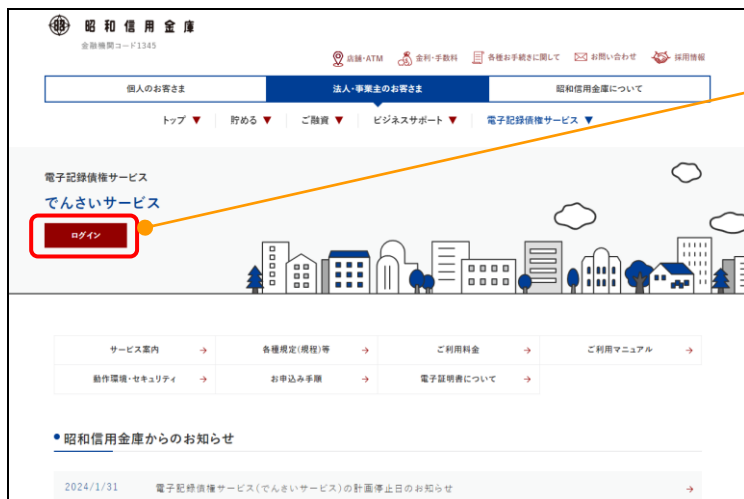 昭和信用金庫
金融機関コード1345
店舗・ATM 金利・手数料 各種お手続きに関して お問い合わせ 採用情報
個人のお客さま 法人・事業主のお客さま 昭和信用金庫について
トップ ▼ 貯める ▼ ご融資 ▼ ビジネスサポート ▼ 電子記録債権サービス ▼
電子記録債権サービス
でんさいサービス
ログイン
サービス案内 → 各種規定(規程)等 → ご利用料金 → ご利用マニュアル →
動作環境・セキュリティ → お申込み手順 → 電子証明書について →
昭和信用金庫からのお知らせ
2024/1/31 電子記録債権サービス(でんさいサービス)の計画停止日のお知らせ →